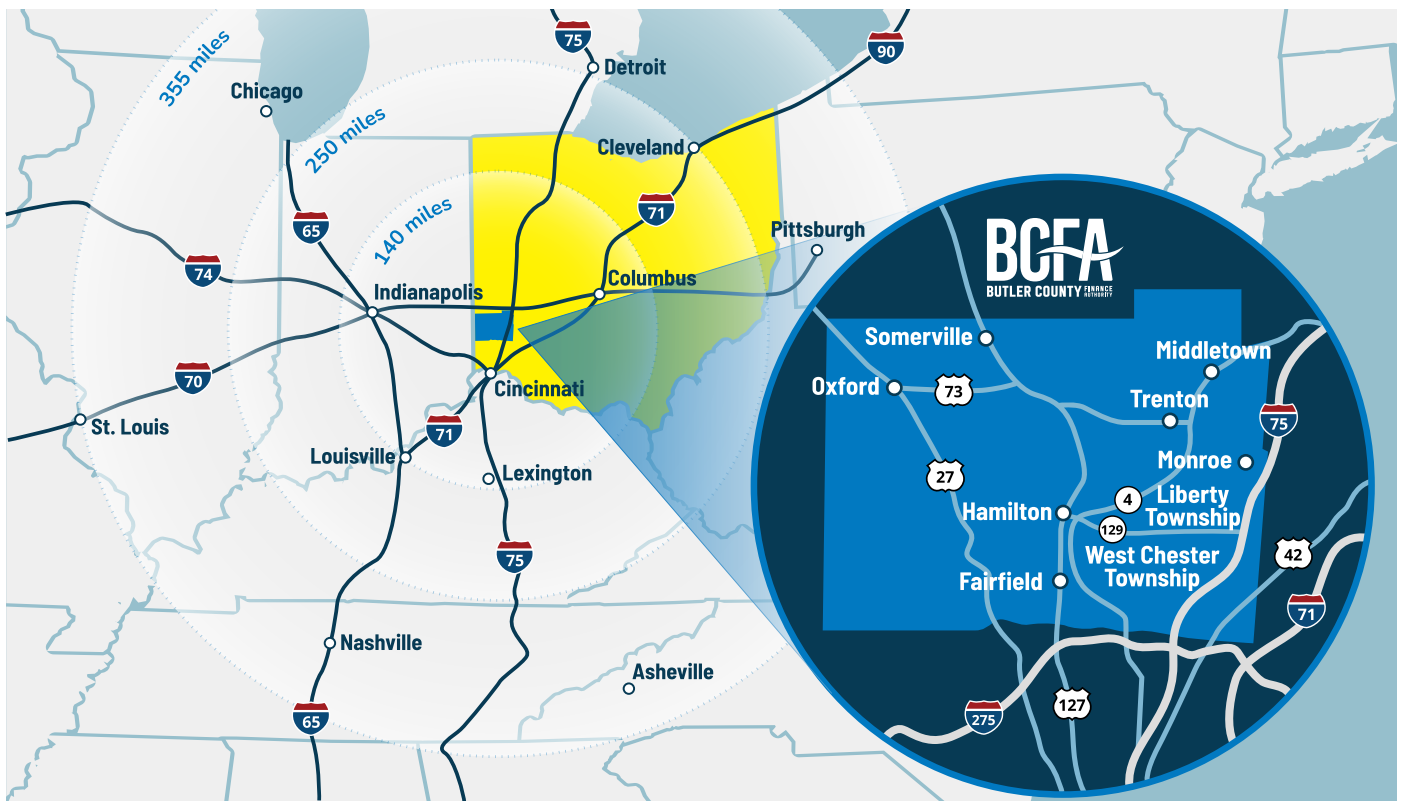 75
90
355 miles
Detroit
Chicago
250 miles
Cleveland
71
140 miles
65
Pittsburgh
74
Columbus
Indianapolis
70
Cincinnati
St. Louis
71
Louisville
Lexington
75
Nashville
Asheville
65
BCFA
BUTLER COUNTY FINANCE AUTHORITY
Somerville
Middletown
Oxford
73
Trenton
75
Monroe
27
4
Liberty
Township
Hamilton
129
West Chester
Township
42
Fairfield
71
127
275